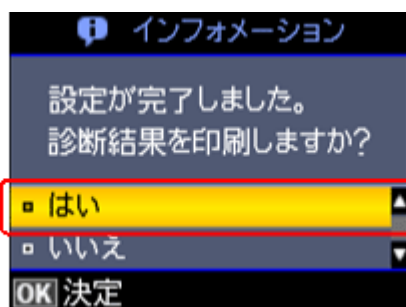 インフォメーション
設定が完了しました。
診断結果を印刷しますか?
はい
いいえ
OK 決定